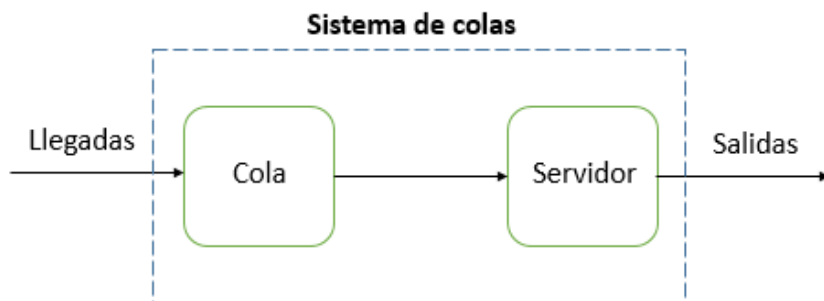 Sistema de colas
Llegadas
Cola
Servidor
Salidas